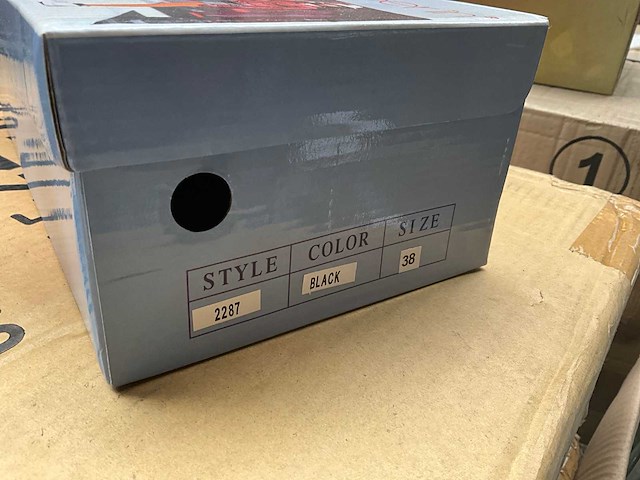 STYLE COLOR SIZE
2287 BLACK 38
1